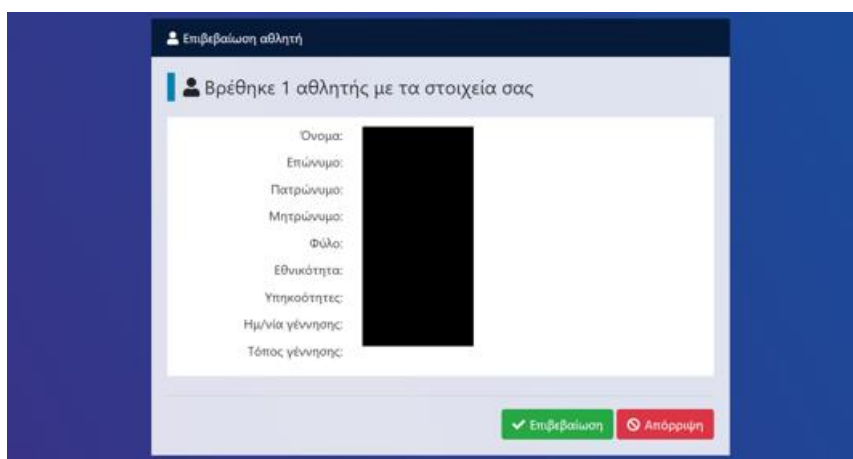 Επιβεβαίωση αθλητή
Βρέθηκε 1 αθλητής με τα στοιχεία σας
Όνομα:
Επώνυμο:
Πατρώνυμο:
Μητρώνυμο:
Φύλο:
Εθνικότητα:
Υπηκοότητες:
Ημ/νία γέννησης:
Τόπος γέννησης:
Επιβεβαίωση Απόρριψη